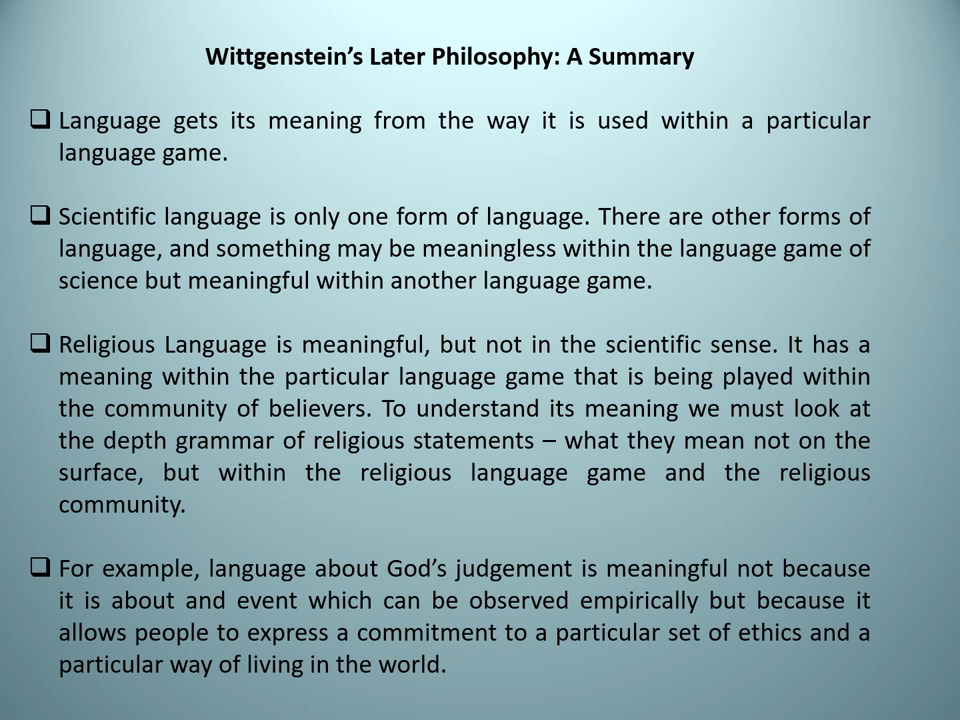 Wittgenstein’s Later Philosophy: A Summary
❑ Language gets its meaning from the way it is used within a particular
language game.
❑ Scientific language is only one form of language. There are other forms of
language, and something may be meaningless within the language game of
science but meaningful within another language game.
❑ Religious Language is meaningful, but not in the scientific sense. It has a
meaning within the particular language game that is being played within
the community of believers. To understand its meaning we must look at
the depth grammar of religious statements – what they mean not on the
surface, but within the religious language game and the religious
community.
❑ For example, language about God’s judgement is meaningful not because
it is about and event which can be observed empirically but because it
allows people to express a commitment to a particular set of ethics and a
particular way of living in the world.